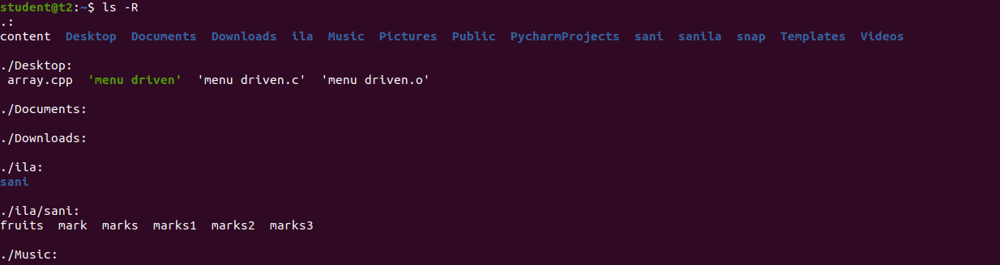 student@t2:~$ ls -R
.:
content  Desktop  Documents  Downloads  ila  Music  Pictures  Public  PycharmProjects  sani  sanila  snap  Templates  Videos
./Desktop:
array.cpp  'menu driven'  'menu driven.c'  'menu driven.o'
./Documents:
./Downloads:
./ila:
sani
./ila/sani:
fruits  mark  marks  marks1  marks2  marks3
./Music: